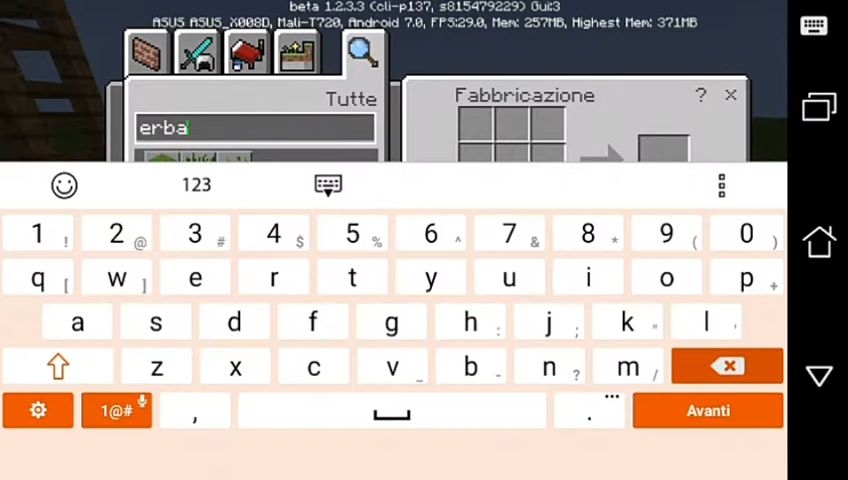 beta 1.2.3.3 (cli-p137, s815479229) Gui:3
ASUS ASUS_X008D, Mali-T720, Android 7.0, FPS:29.0, Mem: 257MB, Highest Mem: 371MB
Tutte
Fabbricazione ? ×
erba
123
1 ! 2 @ 3 # 4 $ 5 % 6 ^ 7 & 8 * 9 ( 0 )
q [ w ] e r t y u i o p +
a s d f g h : j ; k " l '
z x c v _ b - n ? m /
1@# , . ... Avanti